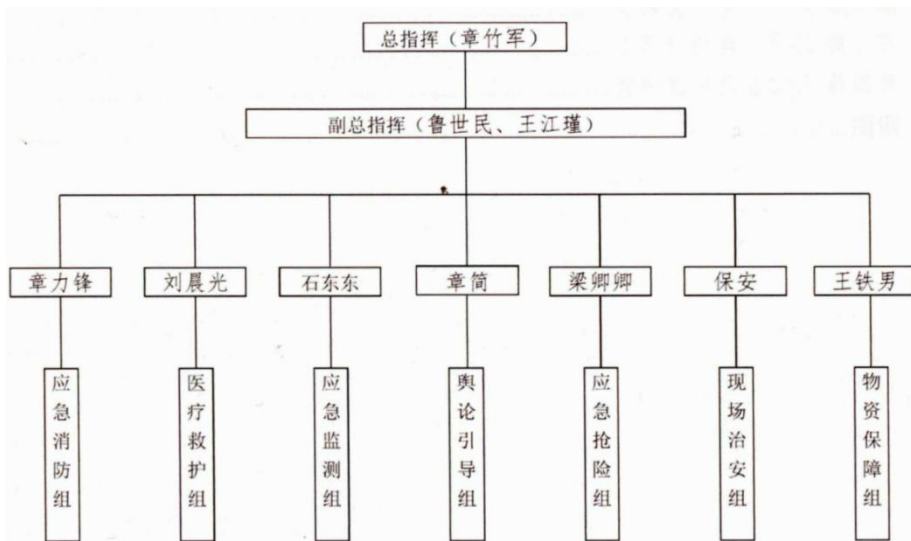 总指挥(章竹军)
副总指挥(鲁世民、王江瑾)
章力锋
刘晨光
石东东
章简
梁卿卿
保安
王铁男
应急消防组
医疗救护组
应急监测组
舆论引导组
应急抢险组
现场治安组
物资保障组